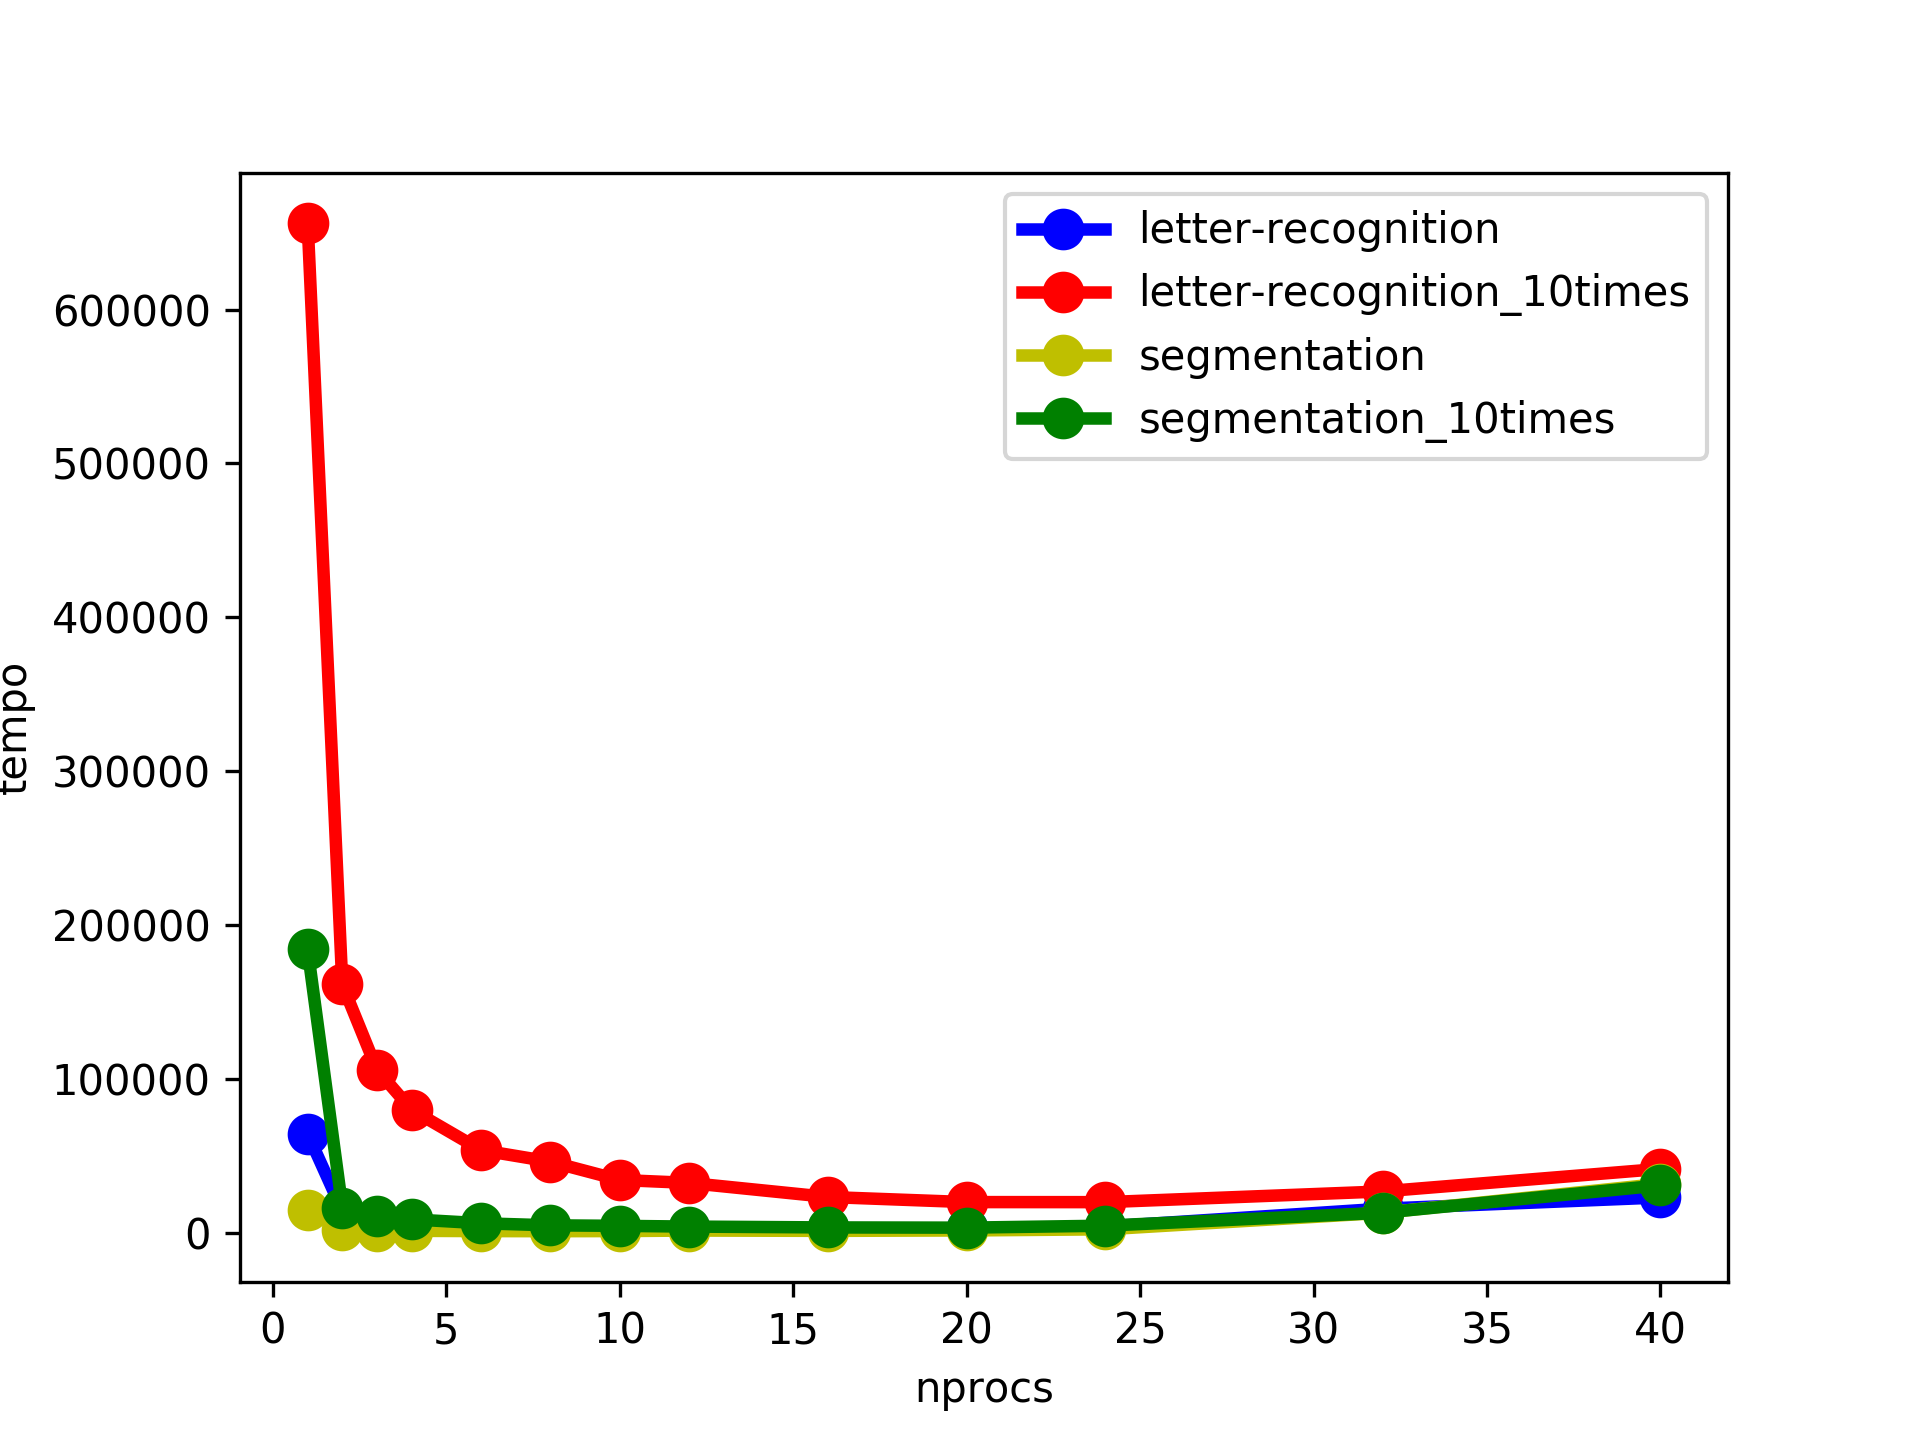 letter-recognition
letter-recognition_10times
segmentation
segmentation_10times
600000
500000
400000
300000
200000
100000
0
tempo
0 5 10 15 20 25 30 35 40
nprocs